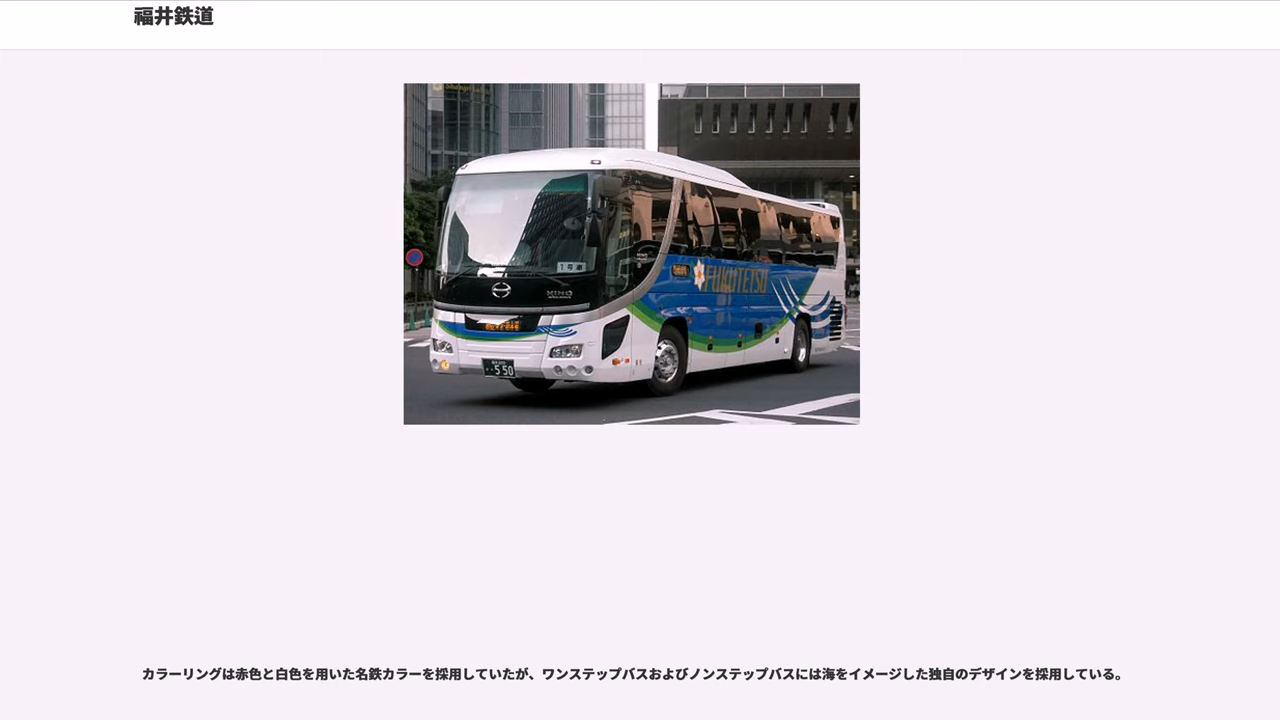 福井鉄道
1号車
FUKUTETSU
HINO
550
カラーリングは赤色と白色を用いた名鉄カラーを採用していたが、ワンステップバスおよびノンステップバスには海をイメージした独自のデザインを採用している。